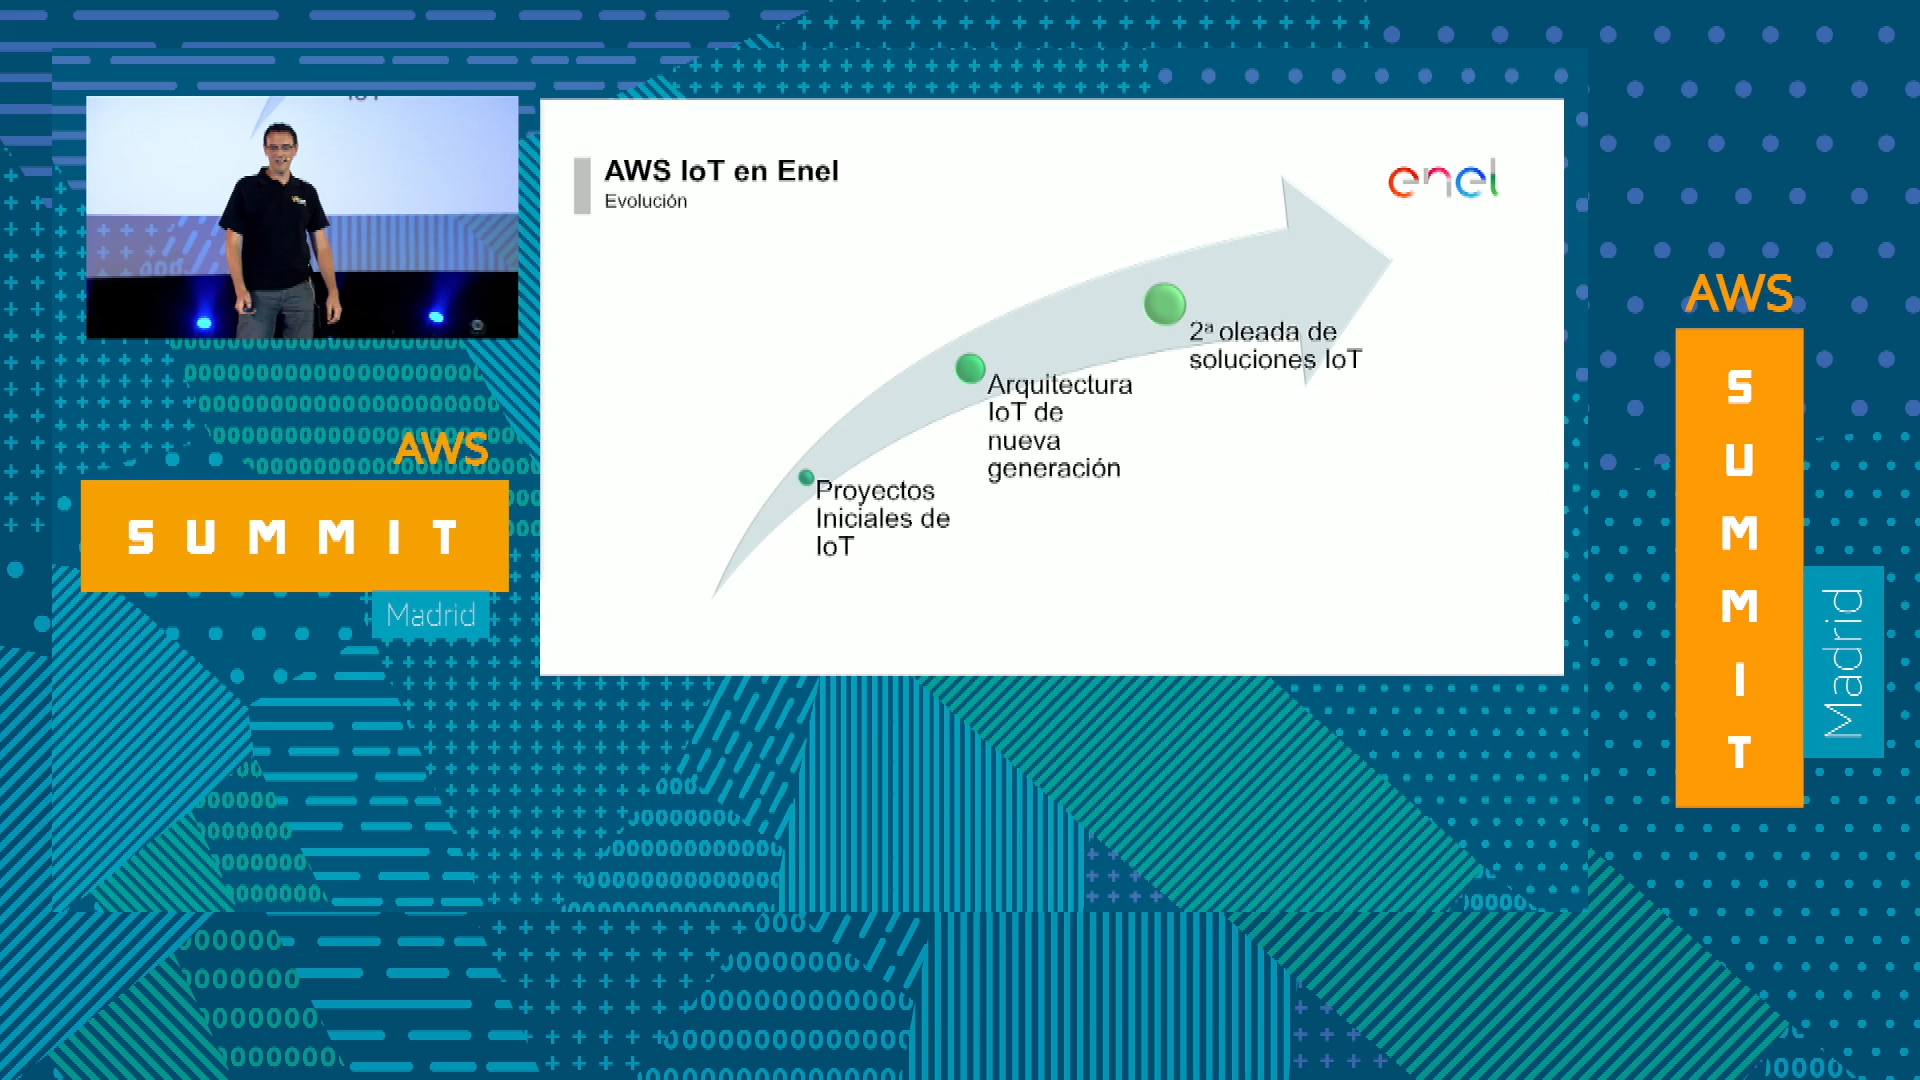 AWS IoT en Enel
Evolución
enel
2ª oleada de
soluciones IoT
Arquitectura
IoT de
nueva
generación
Proyectos
Iniciales de
IoT
AWS
SUMMIT
Madrid
AWS
SUMMIT
Madrid